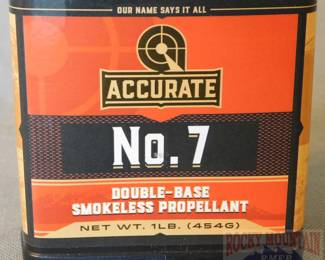 OUR NAME SAYS IT ALL
ACCURATE
No. 7
DOUBLE-BASE
SMOKELESS PROPELLANT
NET WT. 1LB. (454G)
ROCKY MOUNTAIN